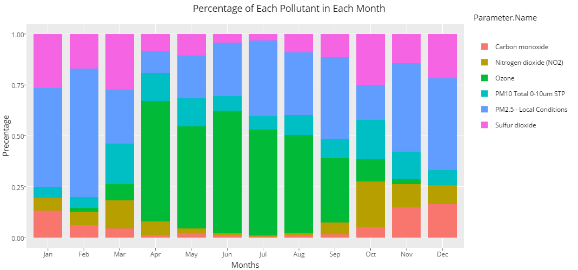 Percentage of Each Pollutant in Each Month
Parameter.Name
Carbon monoxide
Nitrogen dioxide (NO2)
Ozone
PM10 Total 0-10um STP
PM2.5 - Local Conditions
Sulfur dioxide
Precentage
1.00
0.75
0.50
0.25
0.00
Jan Feb Mar Apr May Jun Jul Aug Sep Oct Nov Dec
Months